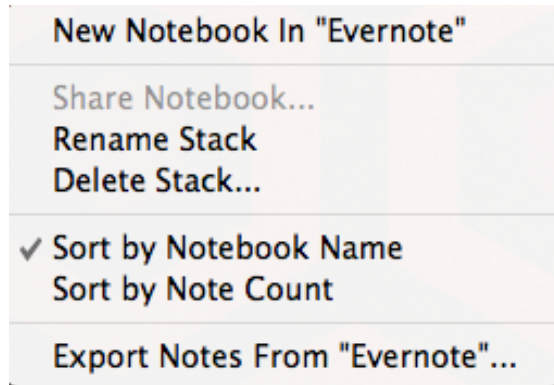 New Notebook In "Evernote"
Share Notebook...
Rename Stack
Delete Stack...
✓ Sort by Notebook Name
Sort by Note Count
Export Notes From "Evernote"...